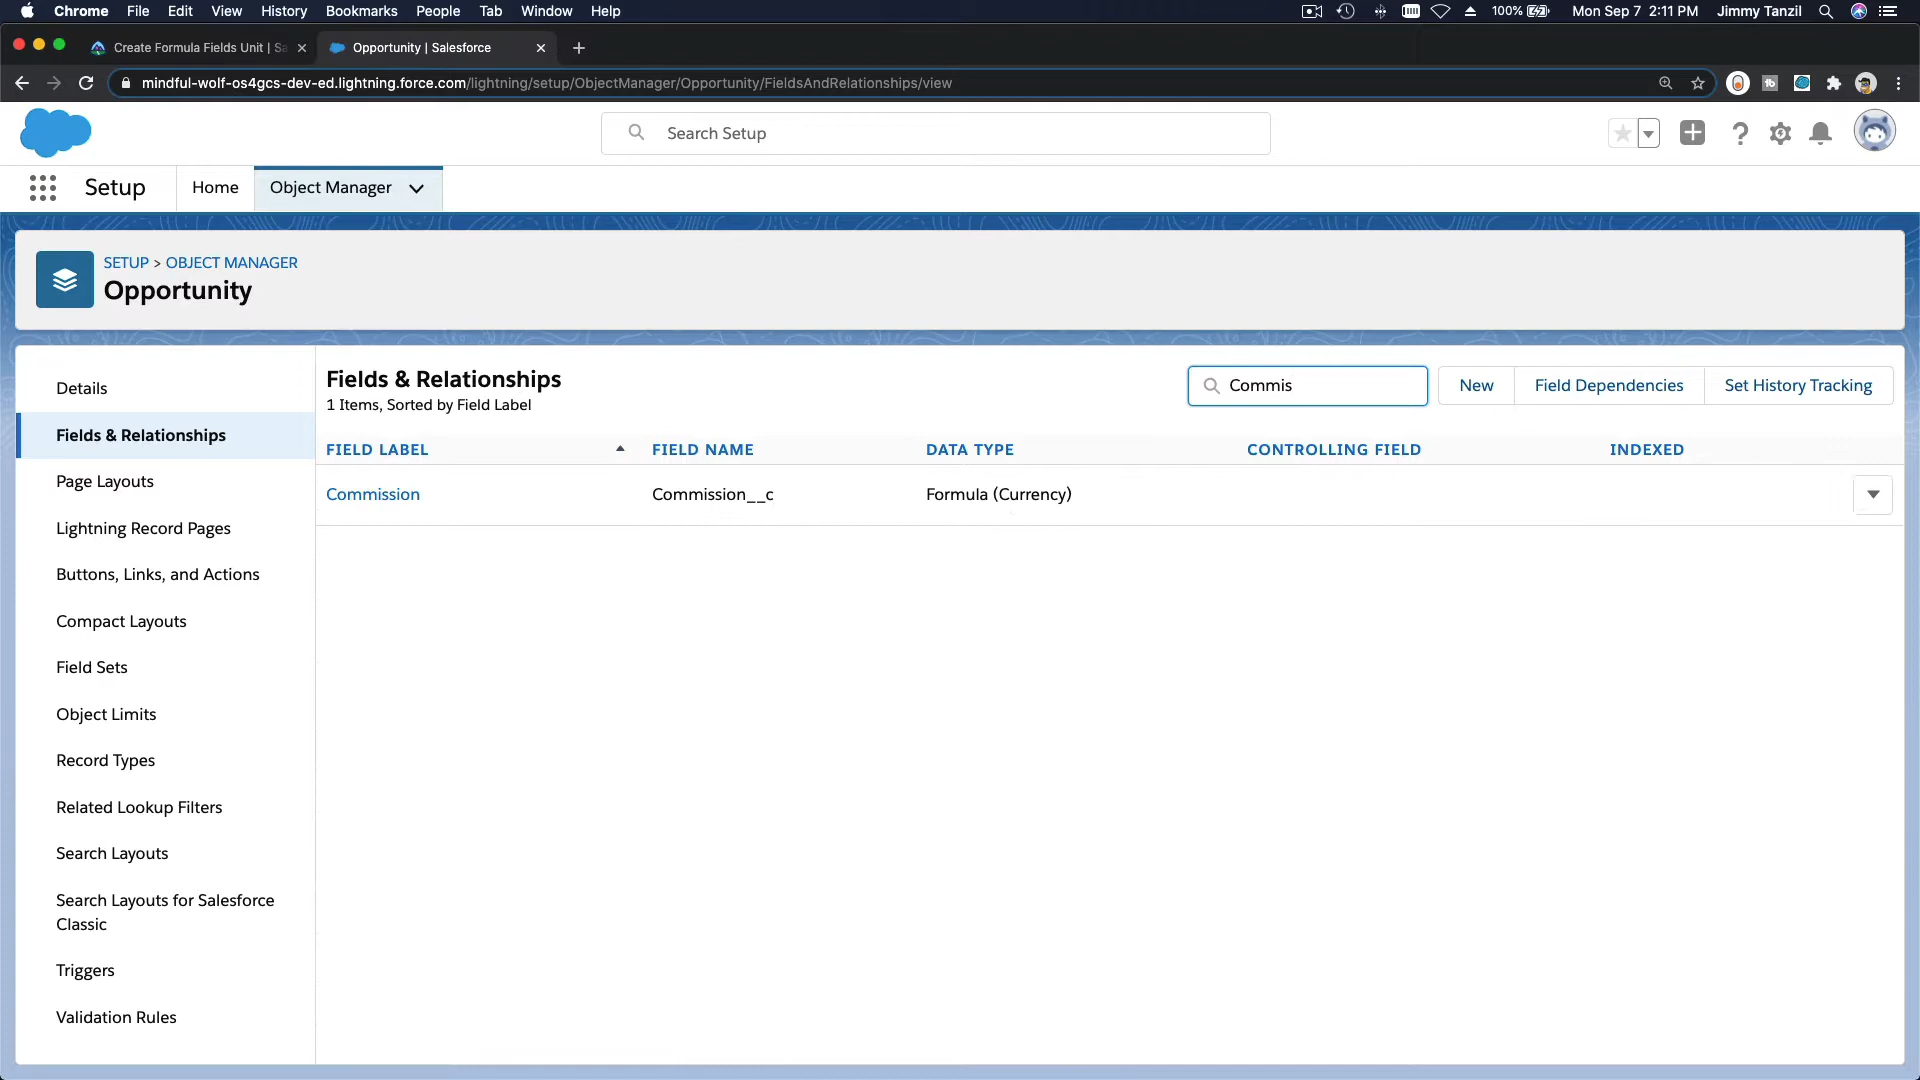 Chrome File Edit View History Bookmarks People Tab Window Help 100% Mon Sep 7 2:11 PM Jimmy Tanzil
Create Formula Fields Unit | Sa Opportunity | Salesforce
mindful-wolf-os4gcs-dev-ed.lightning.force.com/lightning/setup/ObjectManager/Opportunity/FieldsAndRelationships/view
Search Setup
Setup Home Object Manager
SETUP > OBJECT MANAGER
Opportunity
Details
Fields & Relationships
Page Layouts
Lightning Record Pages
Buttons, Links, and Actions
Compact Layouts
Field Sets
Object Limits
Record Types
Related Lookup Filters
Search Layouts
Search Layouts for Salesforce
Classic
Triggers
Validation Rules
Fields & Relationships
1 Items, Sorted by Field Label
Commis New Field Dependencies Set History Tracking
FIELD LABEL FIELD NAME DATA TYPE CONTROLLING FIELD INDEXED
Commission Commission__c Formula (Currency)